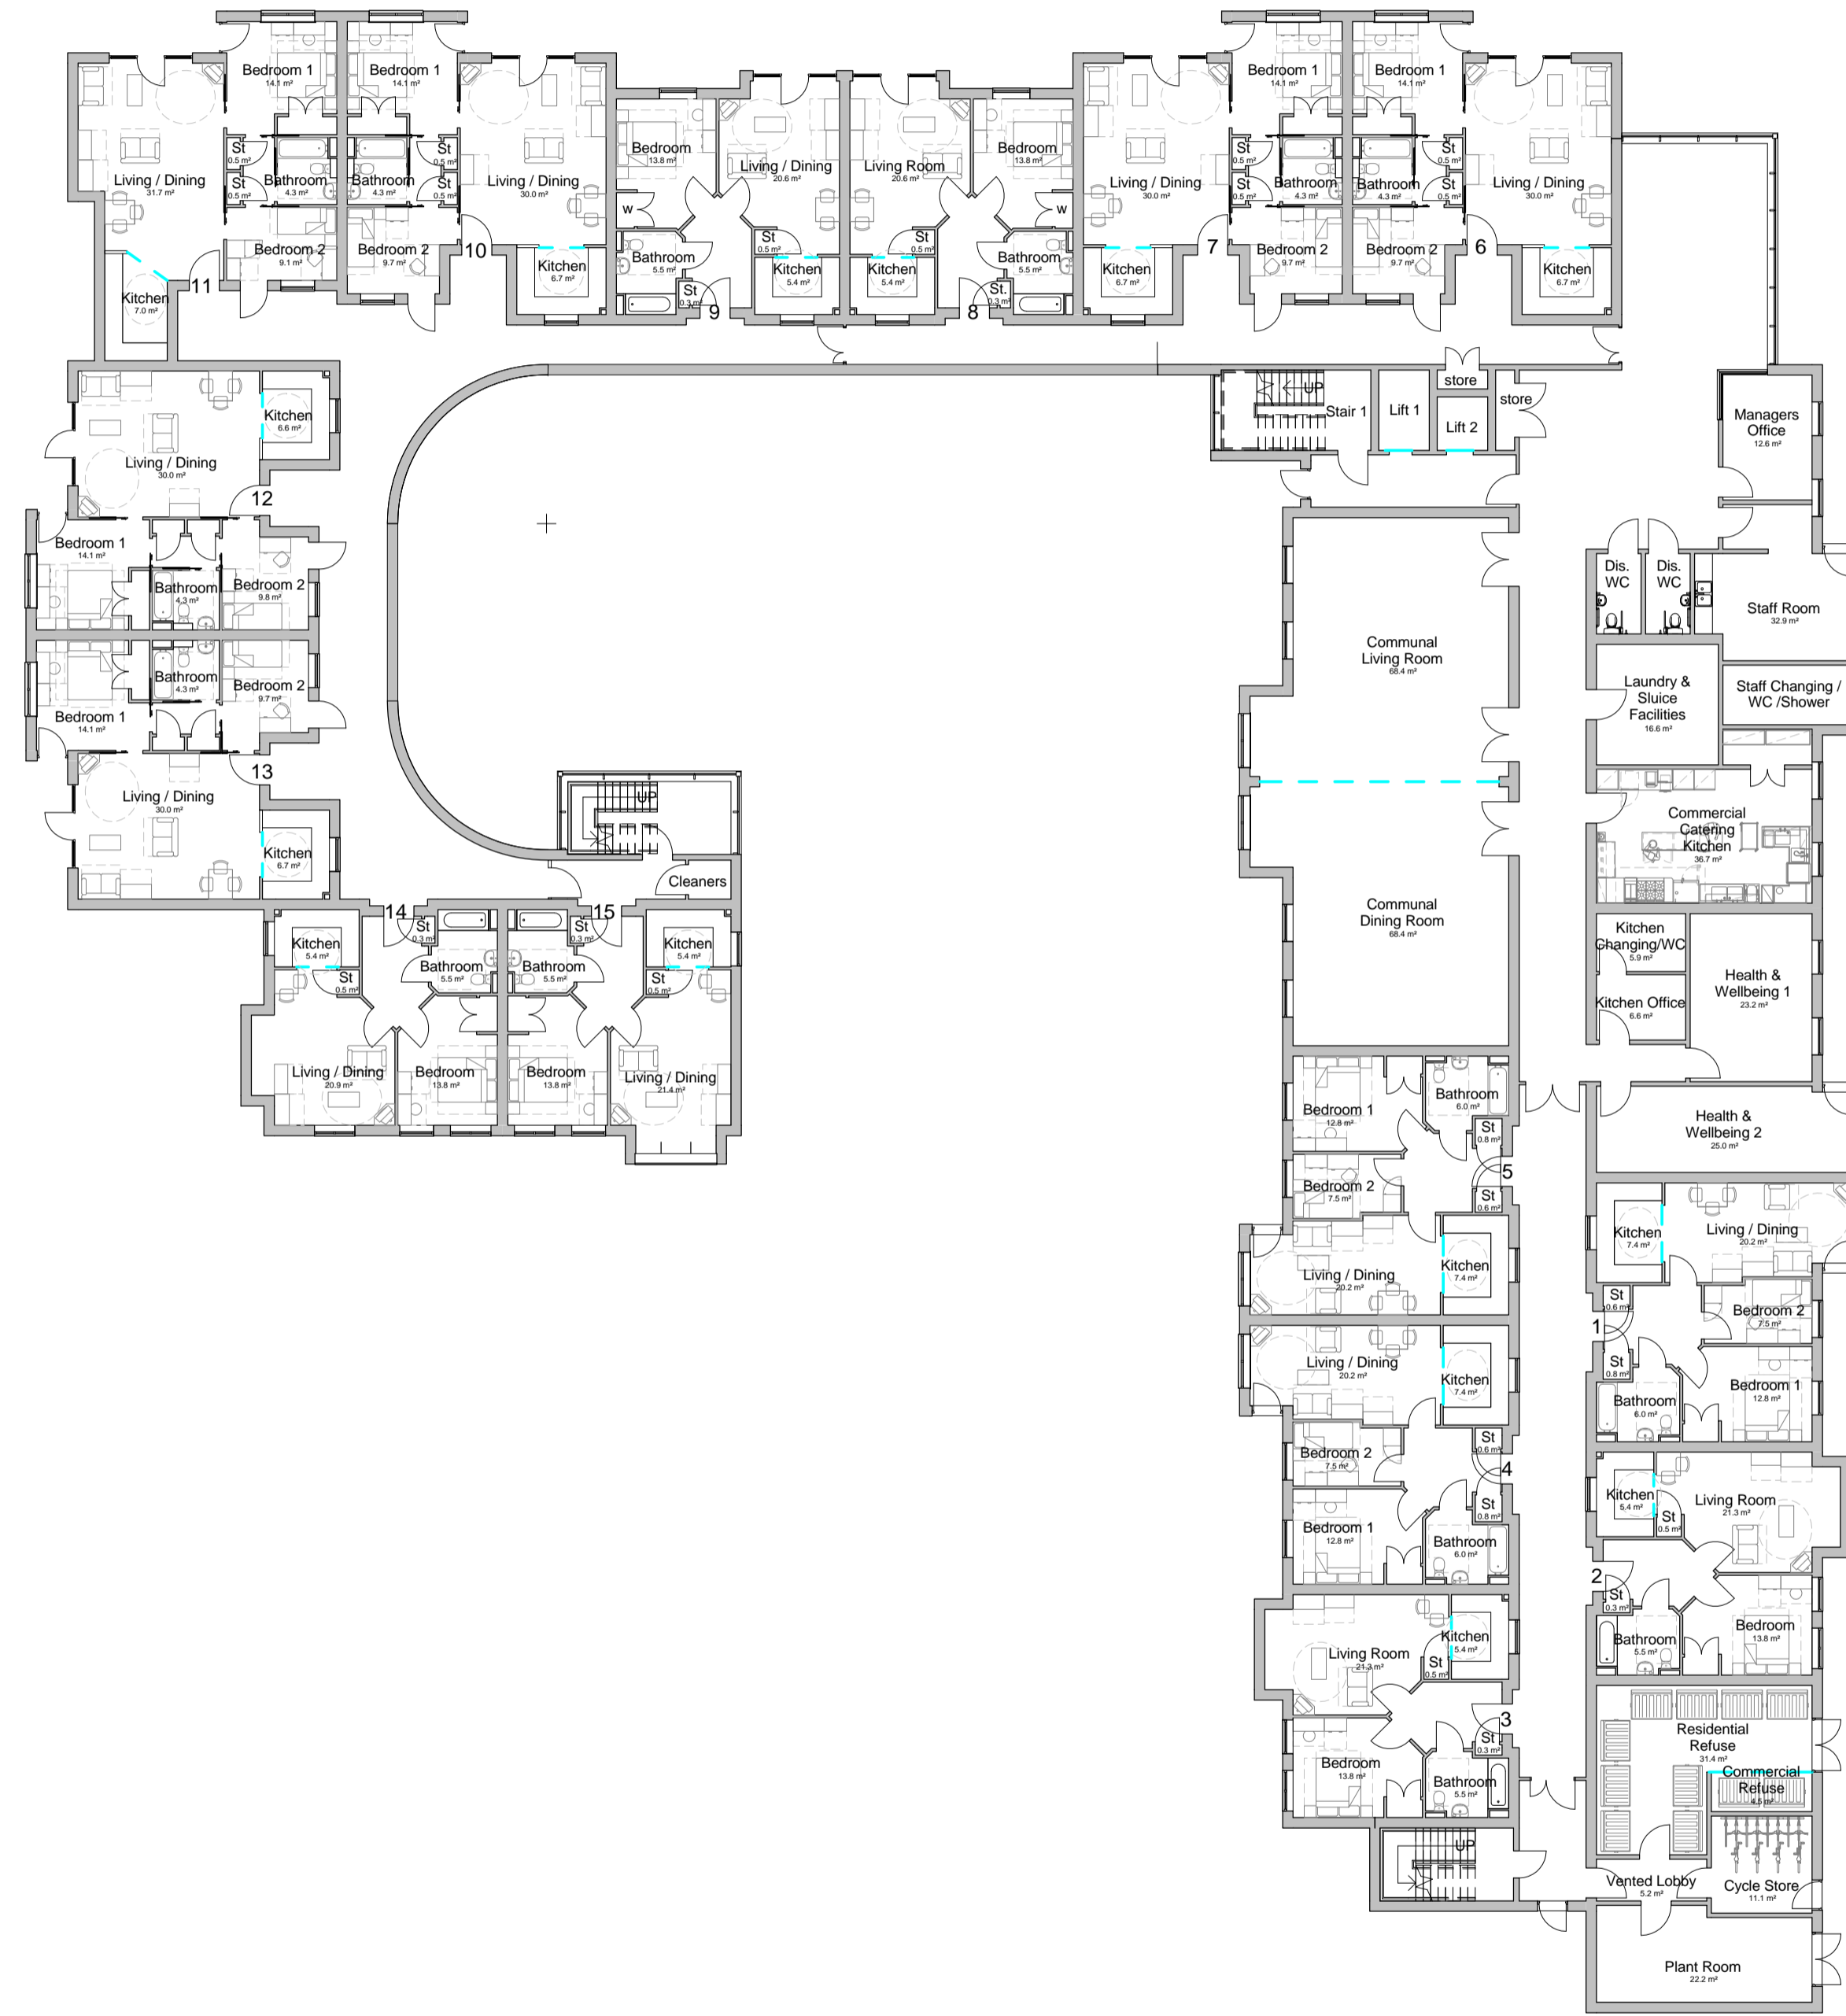 Bedroom 1
14.1 m²
Bedroom 1
14.1 m²
St
0.5 m²
St
0.5 m²
Living / Dining
31.7 m²
Bathroom
4.3 m²
St
0.5 m²
St
0.5 m²
Bathroom
4.3 m²
Living / Dining
30.0 m²
Bedroom 2
9.1 m²
Bedroom 2
9.7 m²
10
11
Kitchen
7.0 m²
Kitchen
6.7 m²
Bedroom
13.8 m²
Living / Dining
20.6 m²
w
Bathroom
5.5 m²
St
0.5 m²
Kitchen
5.4 m²
St
0.3 m²
9
Living Room
20.6 m²
Bedroom
13.8 m²
w
St
0.5 m²
Kitchen
5.4 m²
Bathroom
5.5 m²
St.
0.3 m²
8
Bedroom 1
14.1 m²
Bedroom 1
14.1 m²
Living / Dining
30.0 m²
St
0.5 m²
St
0.5 m²
Bathroom
4.3 m²
Bathroom
4.3 m²
St
0.5 m²
St
0.5 m²
Living / Dining
30.0 m²
7
Bedroom 2
9.7 m²
Bedroom 2
9.7 m²
6
Kitchen
6.7 m²
Kitchen
6.7 m²
UP
Stair 1
Lift 1
store
Lift 2
store
Managers
Office
12.6 m²
Kitchen
6.6 m²
Living / Dining
30.0 m²
12
Bedroom 1
14.1 m²
Bathroom
4.3 m²
Bedroom 2
9.8 m²
Bathroom
4.3 m²
Bedroom 2
9.7 m²
Bedroom 1
14.1 m²
13
Living / Dining
30.0 m²
Kitchen
6.7 m²
UP
Cleaners
14
15
St
0.3 m²
St
0.3 m²
Kitchen
5.4 m²
St
0.5 m²
Bathroom
5.5 m²
Bathroom
5.5 m²
Kitchen
5.4 m²
St
0.5 m²
Living / Dining
20.9 m²
Bedroom
13.8 m²
Bedroom
13.8 m²
Living / Dining
21.4 m²
Communal
Living Room
68.4 m²
Communal
Dining Room
68.4 m²
Dis.
WC
Dis.
WC
Staff Room
32.9 m²
Laundry &
Sluice
Facilities
16.6 m²
Staff Changing /
WC /Shower
Commercial
Catering
Kitchen
36.7 m²
Kitchen
Changing/WC
5.9 m²
Kitchen Office
6.6 m²
Health &
Wellbeing 1
23.2 m²
Health &
Wellbeing 2
25.0 m²
Bedroom 1
12.8 m²
Bathroom
6.0 m²
St
0.8 m²
5
St
0.6 m²
Bedroom 2
7.5 m²
Living / Dining
20.2 m²
Kitchen
7.4 m²
Living / Dining
20.2 m²
Kitchen
7.4 m²
Bedroom 2
7.5 m²
St
0.6 m²
4
St
0.8 m²
Bedroom 1
12.8 m²
Bathroom
6.0 m²
Living Room
21.3 m²
Kitchen
5.4 m²
St
0.5 m²
3
St
0.3 m²
Bedroom
13.8 m²
Bathroom
5.5 m²
UP
Kitchen
7.4 m²
Living / Dining
20.2 m²
St
0.6 m²
1
St
0.8 m²
Bedroom 2
7.5 m²
Bedroom 1
12.8 m²
Bathroom
6.0 m²
Kitchen
5.4 m²
Living Room
21.3 m²
St
0.5 m²
2
St
0.3 m²
Bathroom
5.5 m²
Bedroom
13.8 m²
Residential
Refuse
31.4 m²
Commercial
Refuse
4.5 m²
Vented Lobby
5.2 m²
Cycle Store
11.1 m²
Plant Room
22.2 m²